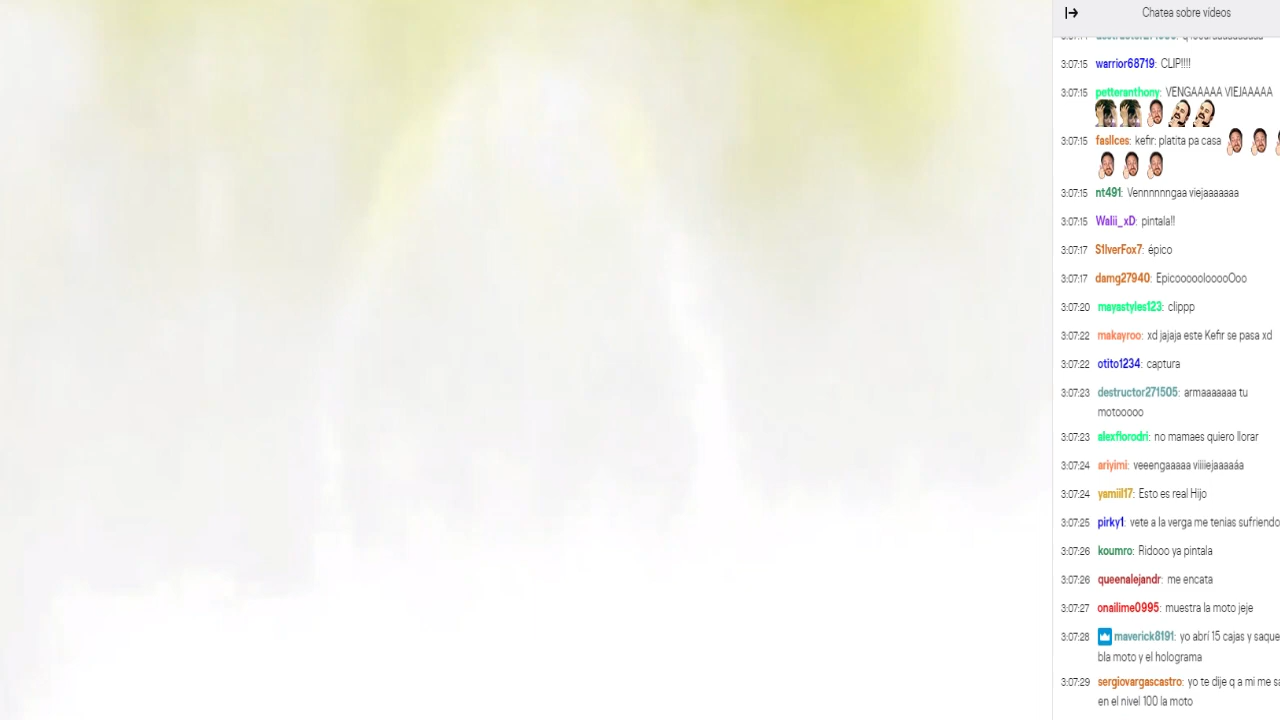 Chatea sobre vídeos
3:07:15 warrior68719: CLIP!!!!
3:07:15 petteranthony: VENGAAAAA VIEJAAAAA
3:07:15 fasllces: kefir: platita pa casa
3:07:15 nt491: Vennnnnngaa viejaaaaaaa
3:07:15 Walii_xD: pintala!!
3:07:17 S1lverFox7: épico
3:07:17 damg27940: EpicooooolooooOoo
3:07:20 mayastyles123: clippp
3:07:22 makayroo: xd jajaja este Kefir se pasa xd
3:07:22 otito1234: captura
3:07:23 destructor271505: armaaaaaaa tu
motooooo
3:07:23 alexflorodri: no mamaes quiero llorar
3:07:24 ariyimi: veeengaaaaa viiiiejaaaaáa
3:07:24 yamiil17: Esto es real Hijo
3:07:25 pirky1: vete a la verga me tenias sufriendo
3:07:26 koumro: Ridooo ya pintala
3:07:26 queenalejandr: me encata
3:07:27 onailime0995: muestra la moto jeje
3:07:28 maverick8191: yo abrí 15 cajas y saque
bla moto y el holograma
3:07:29 sergiovargascastro: yo te dije q a mi me
en el nivel 100 la moto